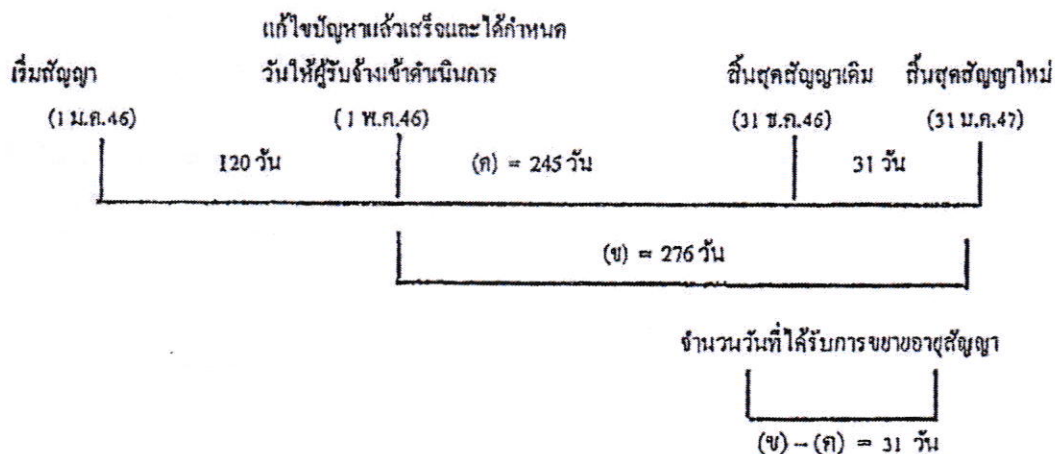 แก้ไขปัญหาแล้วเสร็จและได้กำหนด
เริ่มสัญญา วันให้ผู้รับจ้างเข้าดำเนินการ สิ้นสุดสัญญาเดิม สิ้นสุดสัญญาใหม่
(1 ม.ค.46) (1 พ.ค.46) (31 ธ.ค.46) (31 ม.ค.47)
120 วัน (ค) = 245 วัน 31 วัน
(ข) = 276 วัน
จำนวนวันที่ได้รับการขยายอายุสัญญา
(ข) – (ค) = 31 วัน